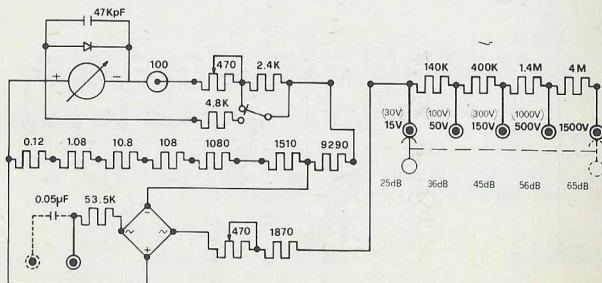 47KpF
+ −
100
470
2.4K
4.8K
0.12 1.08 10.8 108 1080 1510 9290
0.05µF
53.5K
−
~ ~
+
470 1870
140K 400K 1,4M 4M
(30V) (100V) (300V) (1000V)
15V 50V 150V 500V 1500V
25dB 36dB 45dB 56dB 65dB